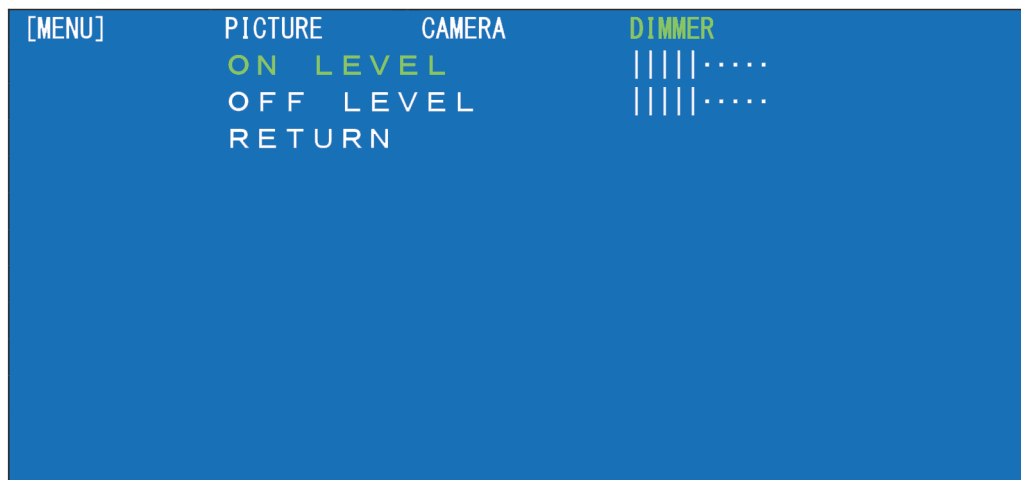 [MENU] PICTURE CAMERA DIMMER
ON LEVEL |||||·····
OFF LEVEL |||||·····
RETURN